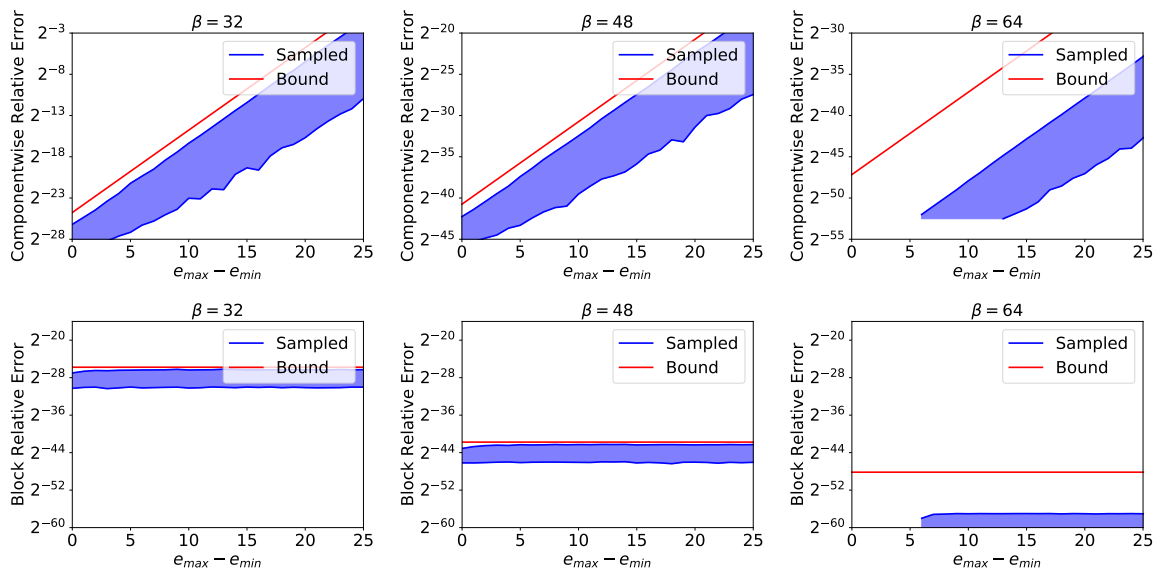 β = 32
Componentwise Relative Error
2^−3
2^−8
2^−13
2^−18
2^−23
2^−28
Sampled
Bound
0 5 10 15 20 25
e_max − e_min
β = 48
Componentwise Relative Error
2^−20
2^−25
2^−30
2^−35
2^−40
2^−45
Sampled
Bound
0 5 10 15 20 25
e_max − e_min
β = 64
Componentwise Relative Error
2^−30
2^−35
2^−40
2^−45
2^−50
2^−55
Sampled
Bound
0 5 10 15 20 25
e_max − e_min
β = 32
Block Relative Error
2^−20
2^−28
2^−36
2^−44
2^−52
2^−60
Sampled
Bound
0 5 10 15 20 25
e_max − e_min
β = 48
Block Relative Error
2^−20
2^−28
2^−36
2^−44
2^−52
2^−60
Sampled
Bound
0 5 10 15 20 25
e_max − e_min
β = 64
Block Relative Error
2^−20
2^−28
2^−36
2^−44
2^−52
2^−60
Sampled
Bound
0 5 10 15 20 25
e_max − e_min